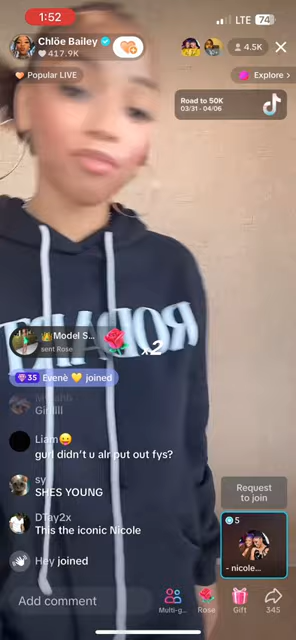 1:52
LTE 74
Chlöe Bailey
417.9K
4.5K
Popular LIVE
Explore >
Road to 50K
03/31 - 04/06
RODARTE
Model S...
sent Rose
x2
35 Evenè 💛 joined
Girllll
Liam😛
gurl didn't u alr put out fys?
sy
SHES YOUNG
DTay2x
This the iconic Nicole
👋 Hey joined
Request
to join
5
- nicole...
Add comment
Multi-g...
Rose
Gift
345